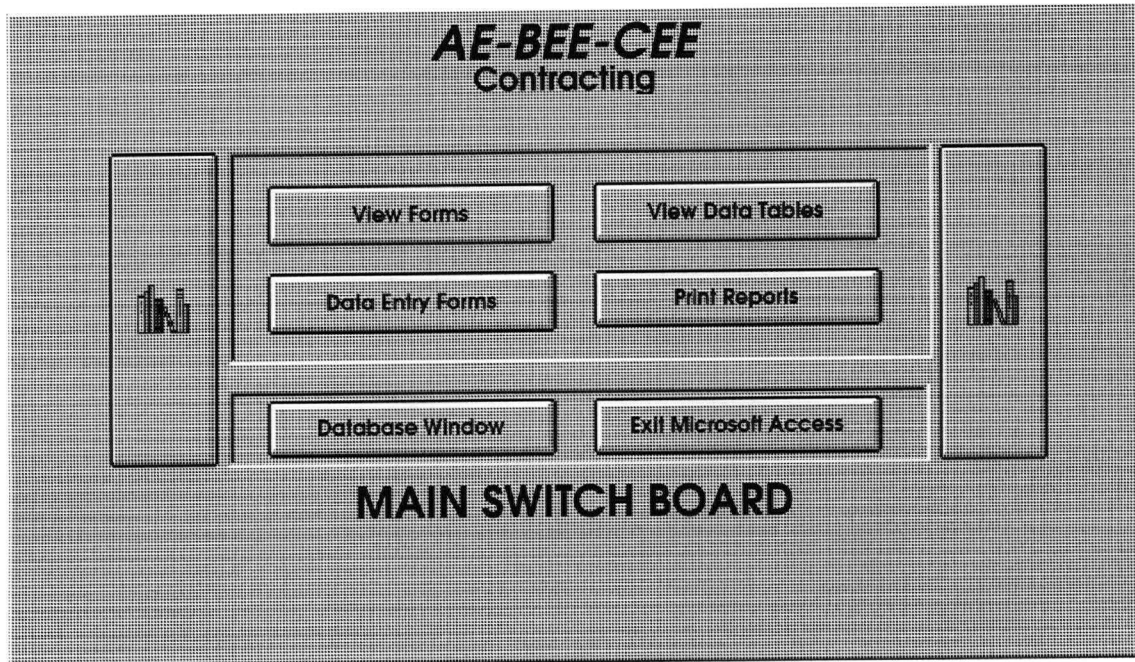 AE-BEE-CEE
Contracting
View Forms
View Data Tables
Data Entry Forms
Print Reports
Database Window
Exit Microsoft Access
MAIN SWITCH BOARD